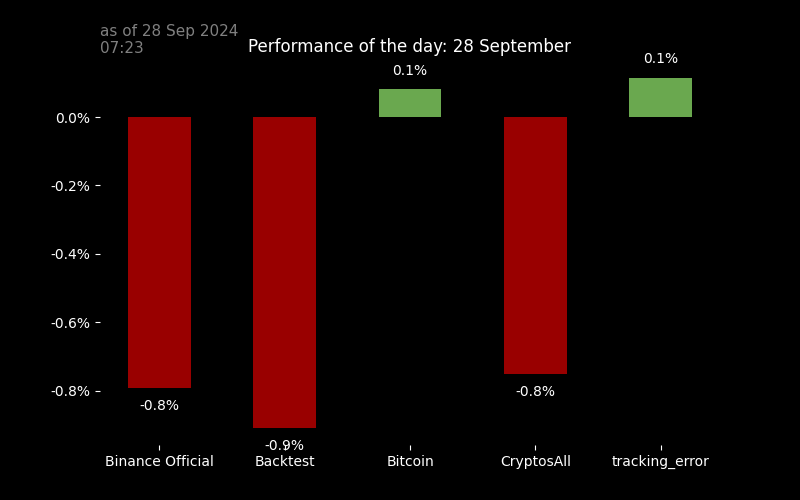 as of 28 Sep 2024
07:23
Performance of the day: 28 September
0.1%
0.1%
0.0%
-0.2%
-0.4%
-0.6%
-0.8%
-0.8%
-0.8%
-0.9%
Binance Official
Backtest
Bitcoin
CryptosAll
tracking_error